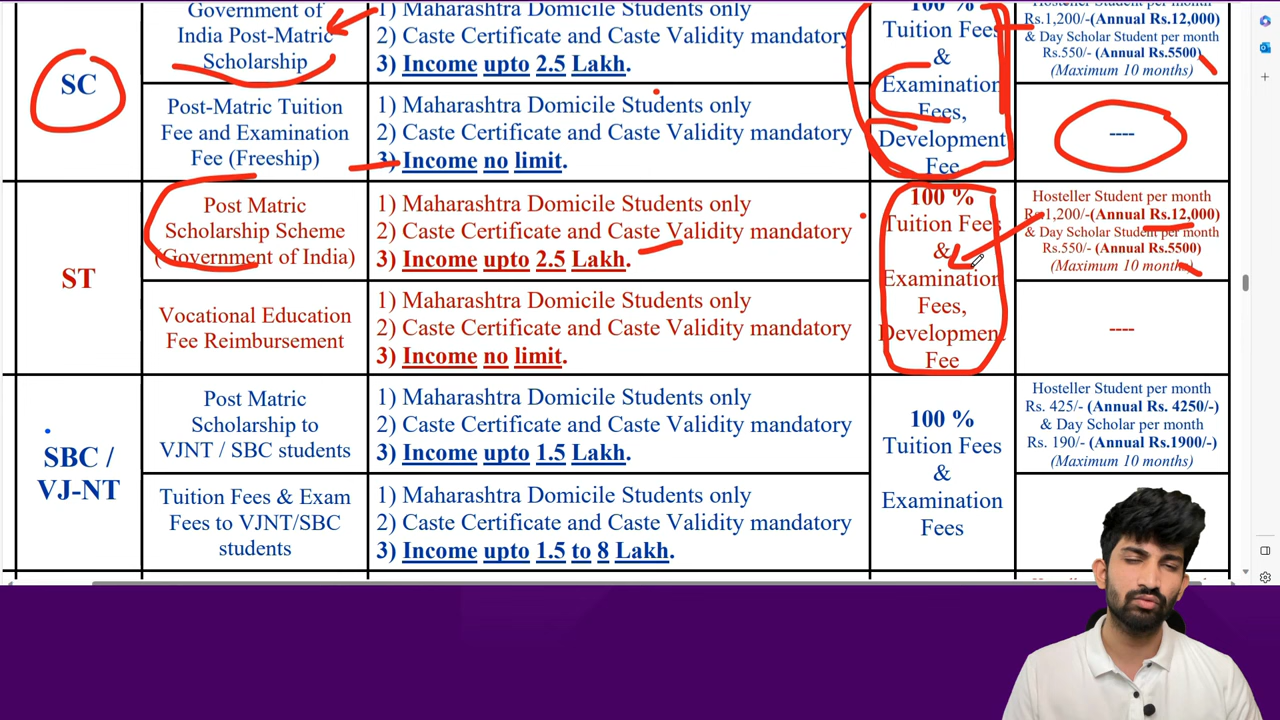 Government of
India Post-Matric
Scholarship
1) Maharashtra Domicile Students only
2) Caste Certificate and Caste Validity mandatory
3) Income upto 2.5 Lakh.
100 %
Tuition Fees
&
Examination
Fees,
Development
Fee
Hosteller Student per month
Rs.1,200/-(Annual Rs.12,000)
& Day Scholar Student per month
Rs.550/- (Annual Rs.5500)
(Maximum 10 months)
SC
Post-Matric Tuition
Fee and Examination
Fee (Freeship)
1) Maharashtra Domicile Students only
2) Caste Certificate and Caste Validity mandatory
3) Income no limit.
----
ST
Post Matric
Scholarship Scheme
(Government of India)
1) Maharashtra Domicile Students only
2) Caste Certificate and Caste Validity mandatory
3) Income upto 2.5 Lakh.
100 %
Tuition Fees
&
Examination
Fees,
Development
Fee
Hosteller Student per month
Rs.1,200/-(Annual Rs.12,000)
& Day Scholar Student per month
Rs.550/- (Annual Rs.5500)
(Maximum 10 months)
Vocational Education
Fee Reimbursement
1) Maharashtra Domicile Students only
2) Caste Certificate and Caste Validity mandatory
3) Income no limit.
----
SBC /
VJ-NT
Post Matric
Scholarship to
VJNT / SBC students
1) Maharashtra Domicile Students only
2) Caste Certificate and Caste Validity mandatory
3) Income upto 1.5 Lakh.
100 %
Tuition Fees
&
Examination
Fees
Hosteller Student per month
Rs. 425/- (Annual Rs. 4250/-)
& Day Scholar per month
Rs. 190/- (Annual Rs.1900/-)
(Maximum 10 months)
Tuition Fees & Exam
Fees to VJNT/SBC
students
1) Maharashtra Domicile Students only
2) Caste Certificate and Caste Validity mandatory
3) Income upto 1.5 to 8 Lakh.